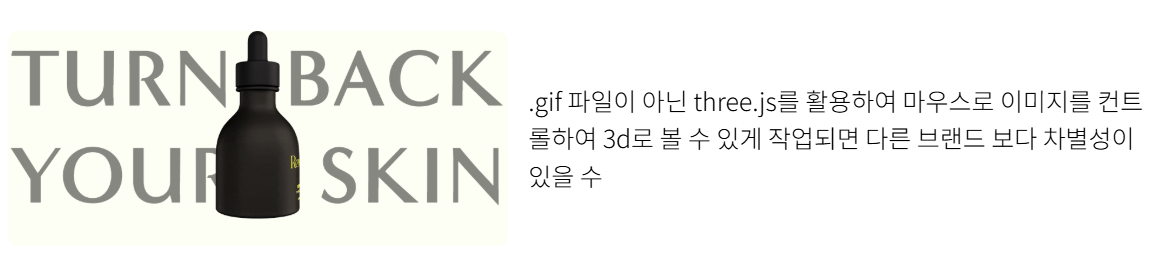 TURN BACK
YOUR SKIN
.gif 파일이 아닌 three.js를 활용하여 마우스로 이미지를 컨트
롤하여 3d로 볼 수 있게 작업되면 다른 브랜드 보다 차별성이
있을 수